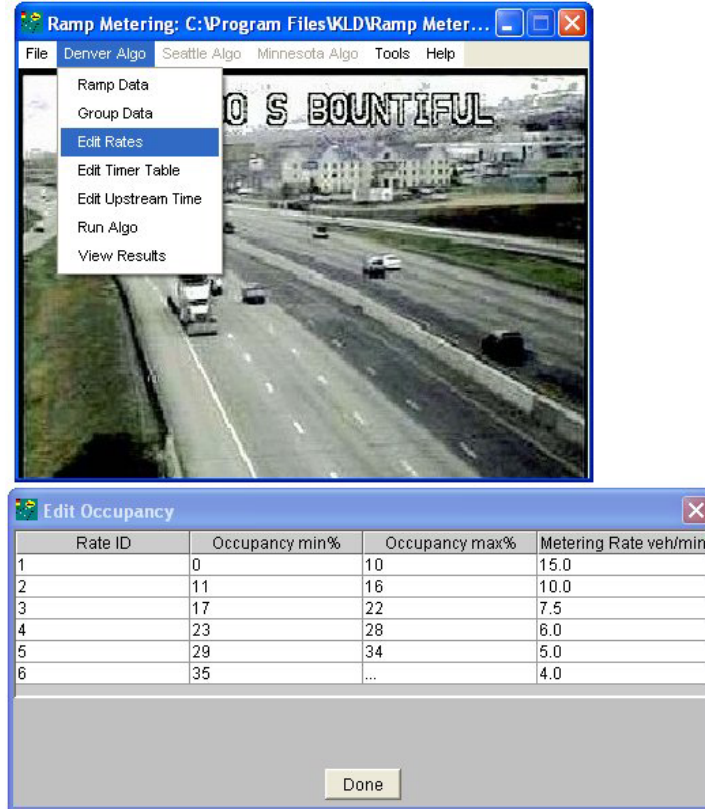 Ramp Metering: C:\Program Files\KLD\Ramp Meter...
File Denver Algo Seattle Algo Minnesota Algo Tools Help
O S BOUNTIFUL
Ramp Data
Group Data
Edit Rates
Edit Timer Table
Edit Upstream Time
Run Algo
View Results
Edit Occupancy
Rate ID Occupancy min% Occupancy max% Metering Rate veh/min
1 0 10 15.0
2 11 16 10.0
3 17 22 7.5
4 23 28 6.0
5 29 34 5.0
6 35 ... 4.0
Done